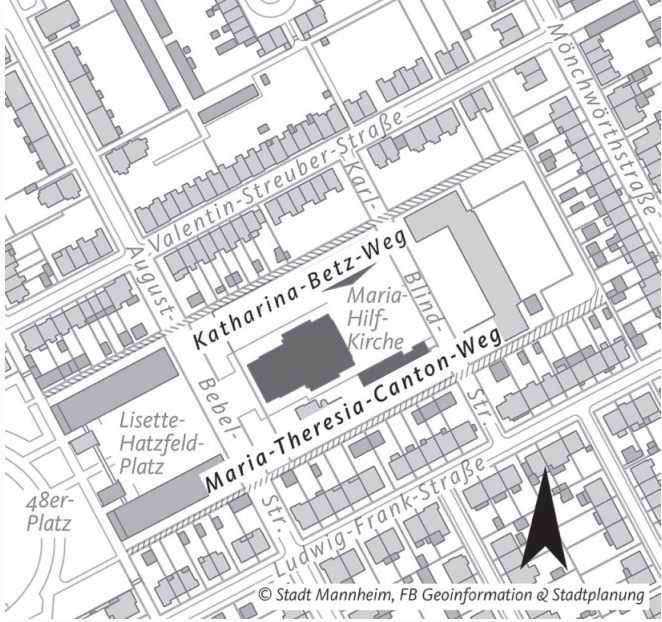 Mönchwörthstraße
Valentin-Streuber-Straße
Karl-
Blind-
Str.
August-
Bebel-
Str.
Katharina-Betz-Weg
Maria-
Hilf-
Kirche
Maria-Theresia-Canton-Weg
Lisette-
Hatzfeld-
Platz
48er-
Platz
Ludwig-Frank-Straße
© Stadt Mannheim, FB Geoinformation & Stadtplanung